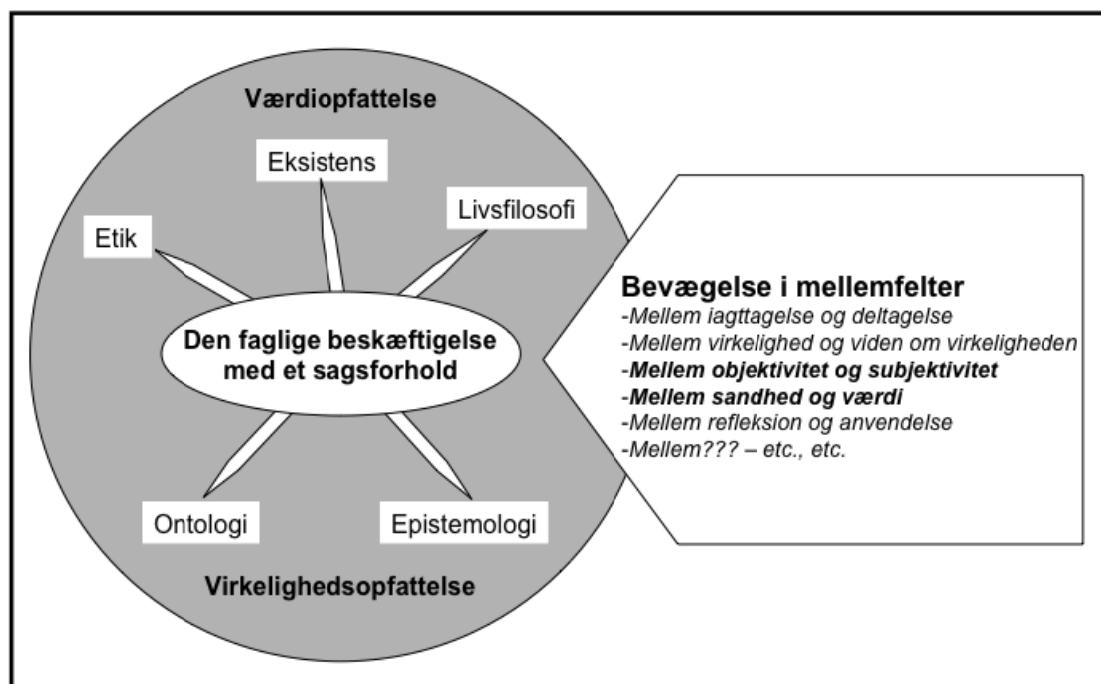 Værdiopfattelse
Eksistens
Livsfilosofi
Etik
Den faglige beskæftigelse
med et sagsforhold
Ontologi
Epistemologi
Virkelighedsopfattelse
Bevægelse i mellemfelter
-Mellem iagttagelse og deltagelse
-Mellem virkelighed og viden om virkeligheden
-Mellem objektivitet og subjektivitet
-Mellem sandhed og værdi
-Mellem refleksion og anvendelse
-Mellem??? – etc., etc.